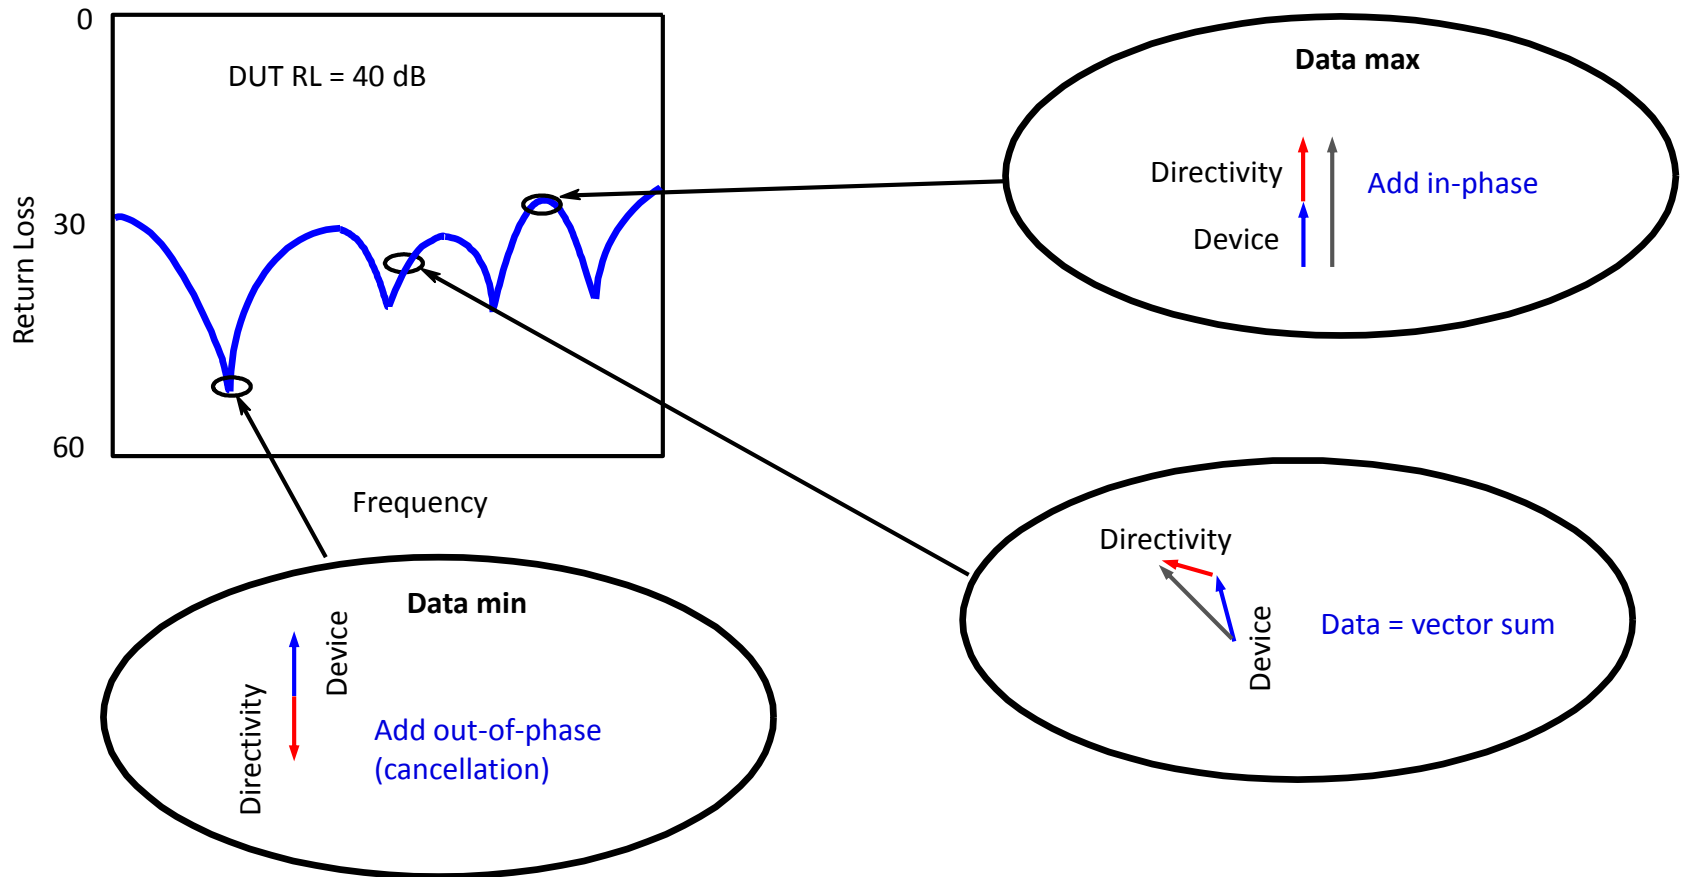 0
DUT RL = 40 dB
30
Return Loss
60
Frequency
Data max
Directivity
Add in-phase
Device
Data min
Device
Directivity
Add out-of-phase
(cancellation)
Directivity
Device
Data = vector sum